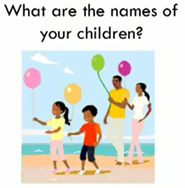 What are the names of
your children?